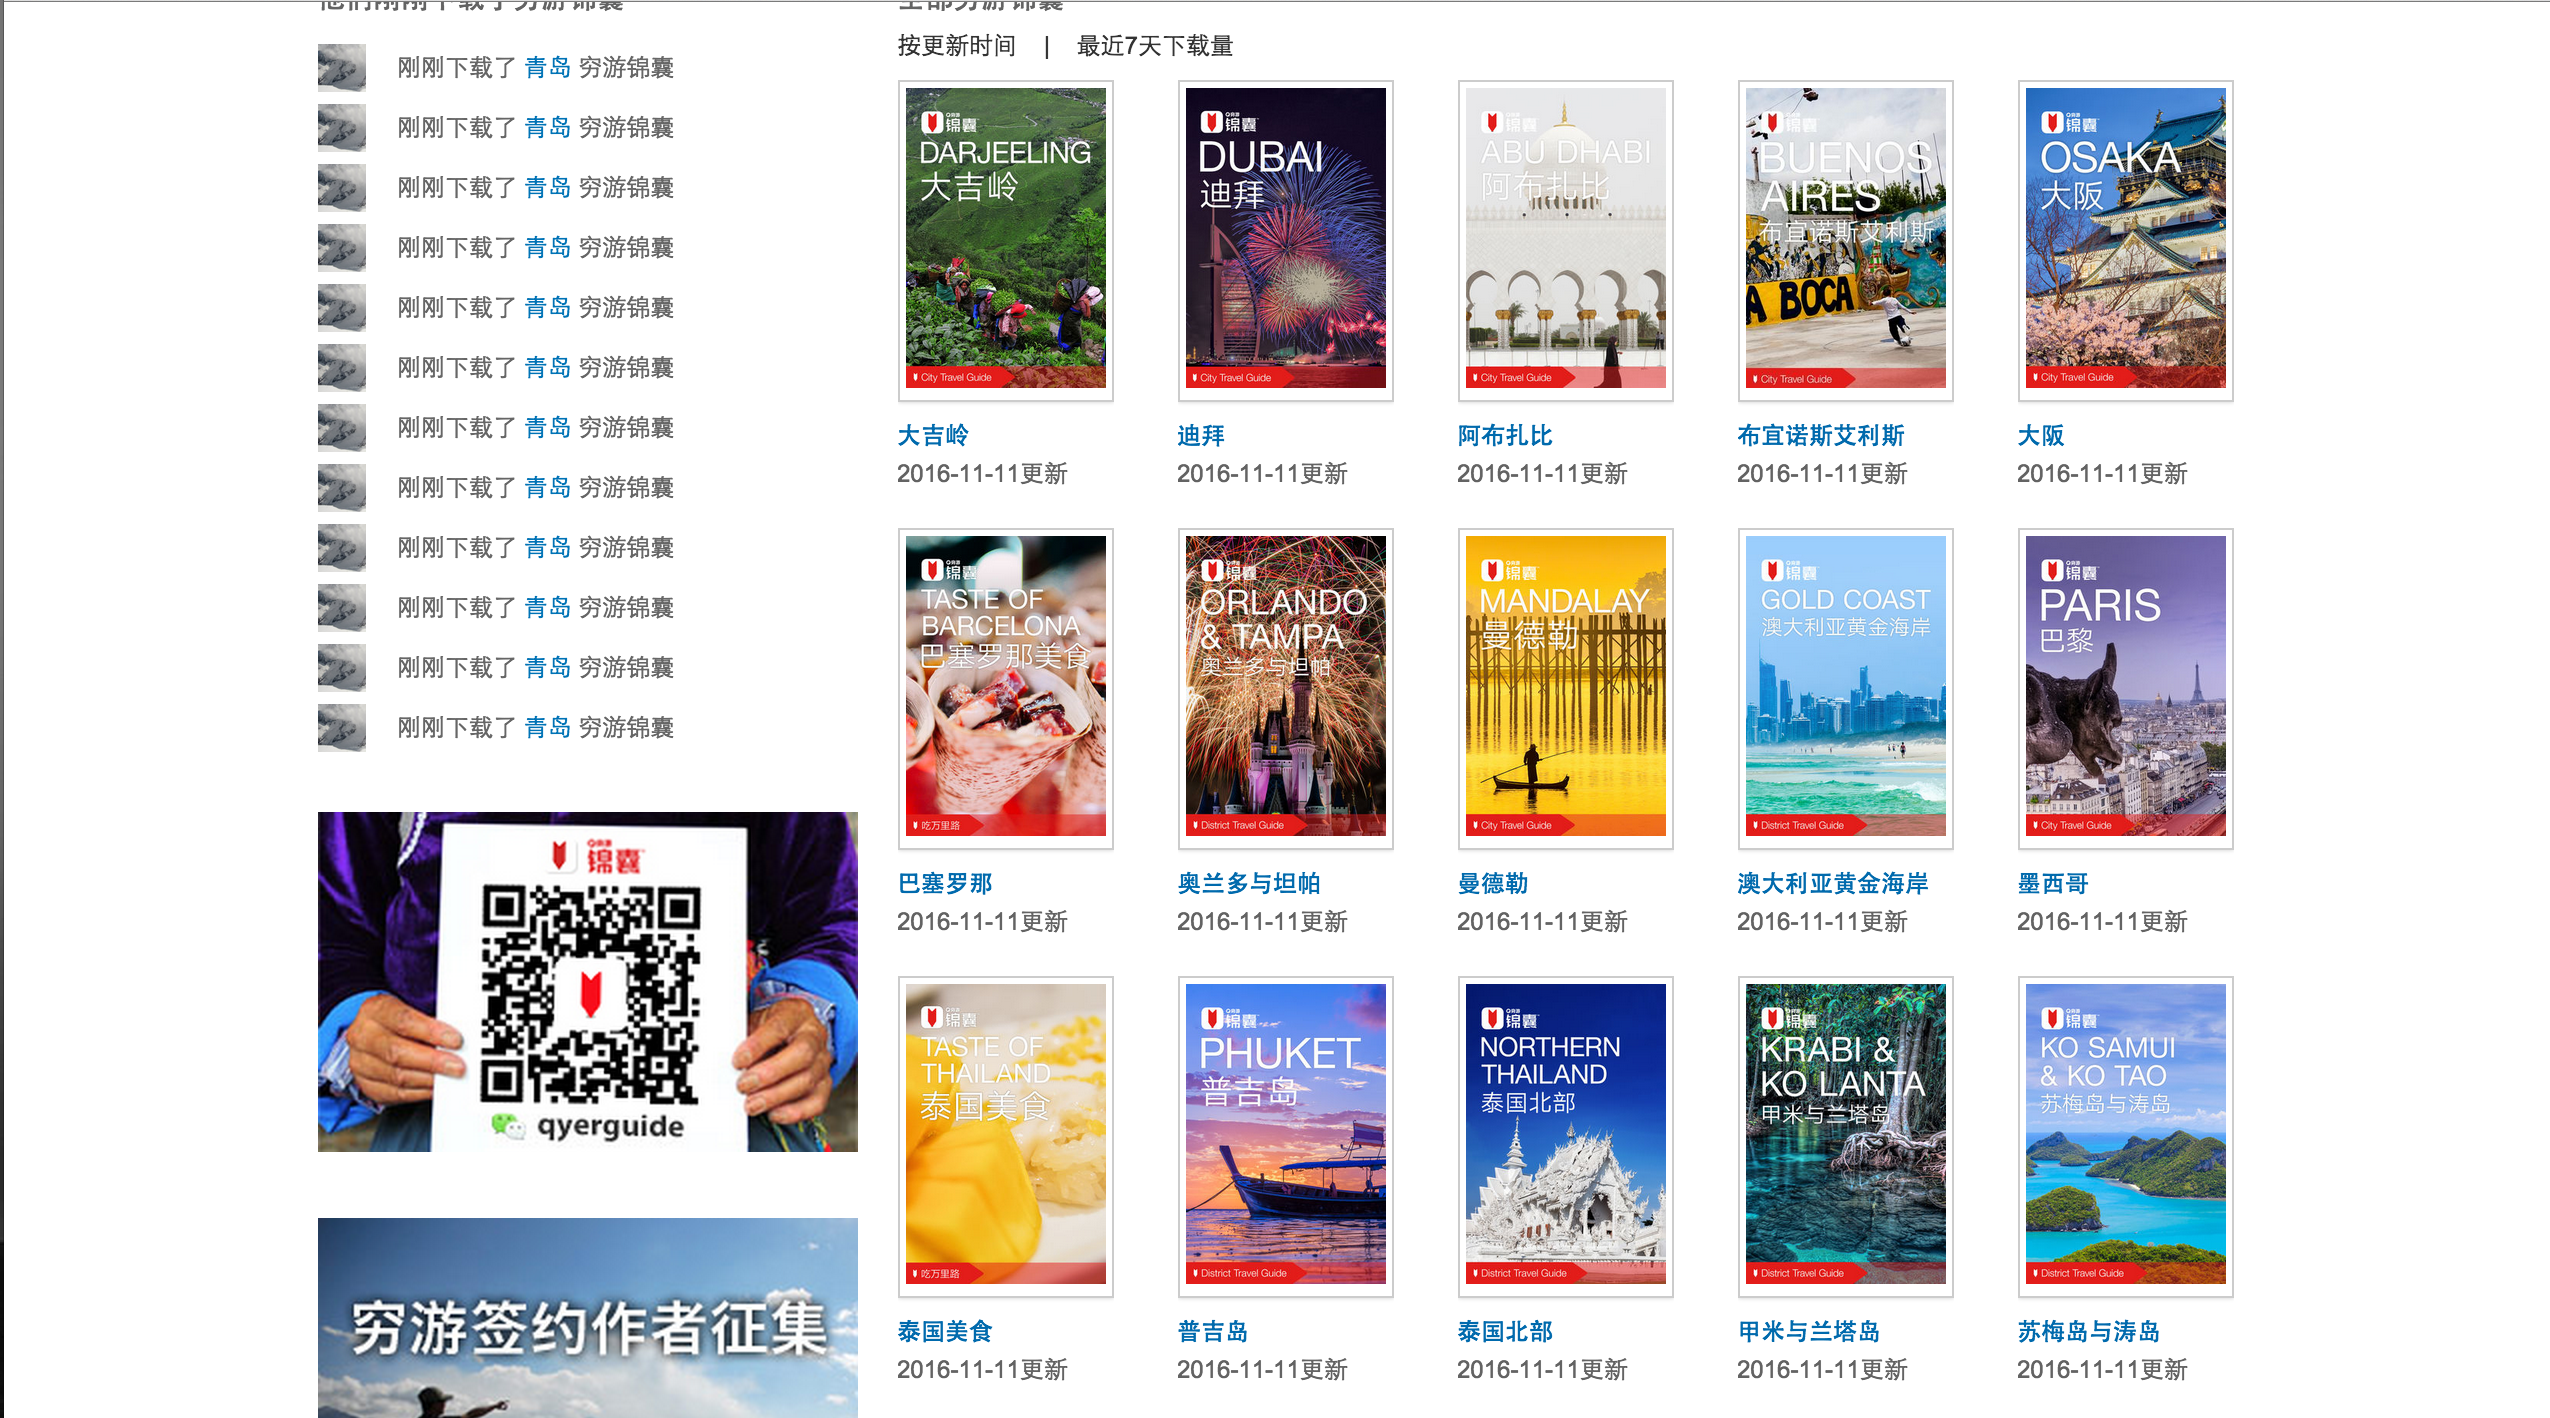 他们刚刚下载了穷游锦囊
刚刚下载了 青岛 穷游锦囊
刚刚下载了 青岛 穷游锦囊
刚刚下载了 青岛 穷游锦囊
刚刚下载了 青岛 穷游锦囊
刚刚下载了 青岛 穷游锦囊
刚刚下载了 青岛 穷游锦囊
刚刚下载了 青岛 穷游锦囊
刚刚下载了 青岛 穷游锦囊
刚刚下载了 青岛 穷游锦囊
刚刚下载了 青岛 穷游锦囊
刚刚下载了 青岛 穷游锦囊
刚刚下载了 青岛 穷游锦囊
锦囊
qyerguide
穷游签约作者征集
全部穷游锦囊
按更新时间 | 最近7天下载量
锦囊
DARJEELING
大吉岭
City Travel Guide
大吉岭
2016-11-11更新
锦囊
DUBAI
迪拜
City Travel Guide
迪拜
2016-11-11更新
锦囊
ABU DHABI
阿布扎比
City Travel Guide
阿布扎比
2016-11-11更新
锦囊
BUENOS
AIRES
布宜诺斯艾利斯
A BOCA
City Travel Guide
布宜诺斯艾利斯
2016-11-11更新
锦囊
OSAKA
大阪
City Travel Guide
大阪
2016-11-11更新
锦囊
TASTE OF
BARCELONA
巴塞罗那美食
吃万里路
巴塞罗那
2016-11-11更新
锦囊
ORLANDO
& TAMPA
奥兰多与坦帕
District Travel Guide
奥兰多与坦帕
2016-11-11更新
锦囊
MANDALAY
曼德勒
City Travel Guide
曼德勒
2016-11-11更新
锦囊
GOLD COAST
澳大利亚黄金海岸
District Travel Guide
澳大利亚黄金海岸
2016-11-11更新
锦囊
PARIS
巴黎
City Travel Guide
墨西哥
2016-11-11更新
锦囊
TASTE OF
THAILAND
泰国美食
吃万里路
泰国美食
2016-11-11更新
锦囊
PHUKET
普吉岛
District Travel Guide
普吉岛
2016-11-11更新
锦囊
NORTHERN
THAILAND
泰国北部
District Travel Guide
泰国北部
2016-11-11更新
锦囊
KRABI &
KO LANTA
甲米与兰塔岛
District Travel Guide
甲米与兰塔岛
2016-11-11更新
锦囊
KO SAMUI
& KO TAO
苏梅岛与涛岛
District Travel Guide
苏梅岛与涛岛
2016-11-11更新